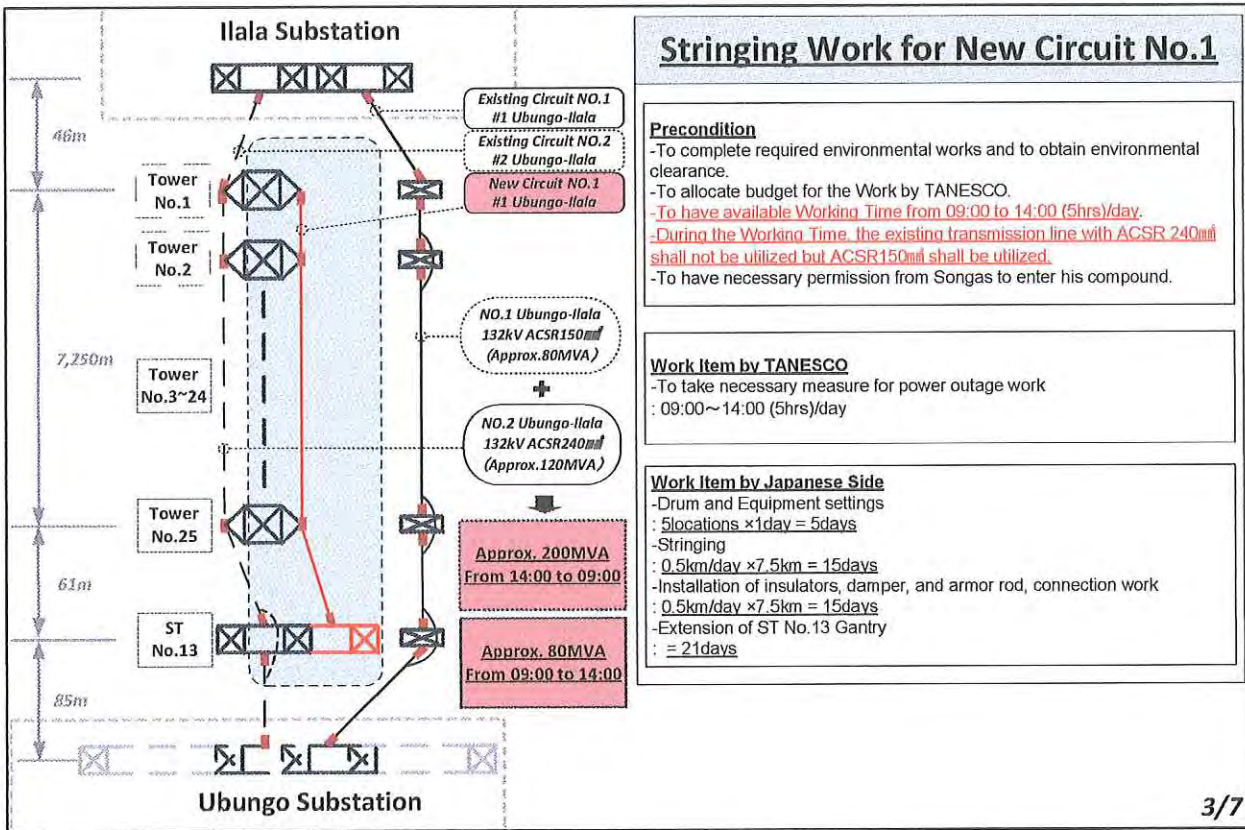 Ilala Substation
46m
7,250m
61m
85m
Tower
No.1
Tower
No.2
Tower
No.3~24
Tower
No.25
ST
No.13
Existing Circuit NO.1
#1 Ubungo-Ilala
Existing Circuit NO.2
#2 Ubungo-Ilala
New Circuit NO.1
#1 Ubungo-Ilala
NO.1 Ubungo-Ilala
132kV ACSR150㎟
(Approx.80MVA)
+
NO.2 Ubungo-Ilala
132kV ACSR240㎟
(Approx.120MVA)
Approx. 200MVA
From 14:00 to 09:00
Approx. 80MVA
From 09:00 to 14:00
Ubungo Substation
Stringing Work for New Circuit No.1
Precondition
-To complete required environmental works and to obtain environmental
clearance.
-To allocate budget for the Work by TANESCO.
-To have available Working Time from 09:00 to 14:00 (5hrs)/day.
-During the Working Time, the existing transmission line with ACSR 240㎟
shall not be utilized but ACSR150㎟ shall be utilized.
-To have necessary permission from Songas to enter his compound.
Work Item by TANESCO
-To take necessary measure for power outage work
: 09:00～14:00 (5hrs)/day
Work Item by Japanese Side
-Drum and Equipment settings
: 5locations ×1day = 5days
-Stringing
: 0.5km/day ×7.5km = 15days
-Installation of insulators, damper, and armor rod, connection work
: 0.5km/day ×7.5km = 15days
-Extension of ST No.13 Gantry
: = 21days
3/7